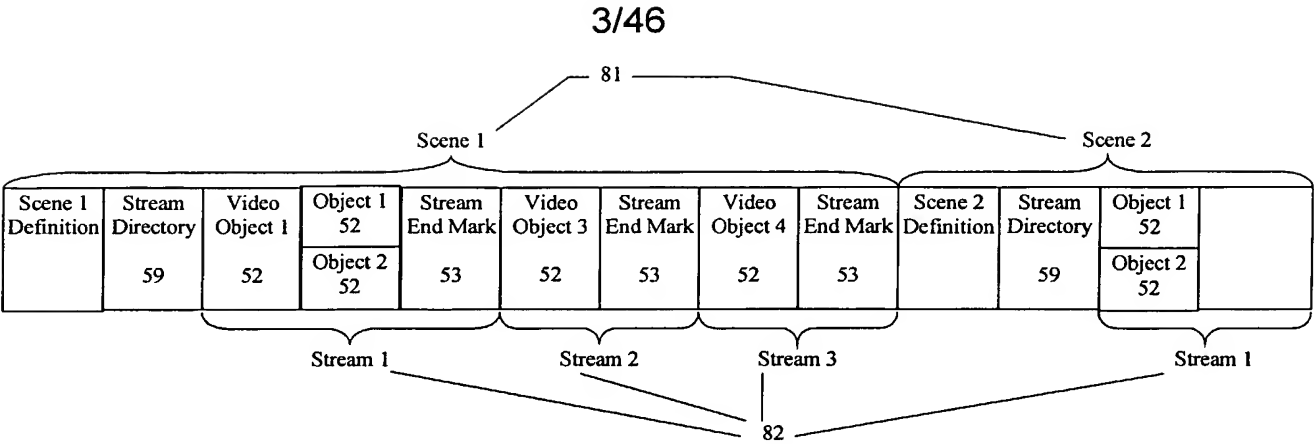 3/46
81
Scene 1
Scene 2
Scene 1 Definition
Stream Directory
59
Video Object 1
52
Object 1
52
Object 2
52
Stream End Mark
53
Video Object 3
52
Stream End Mark
53
Video Object 4
52
Stream End Mark
53
Scene 2 Definition
Stream Directory
59
Object 1
52
Object 2
52
Stream 1
Stream 2
Stream 3
Stream 1
82